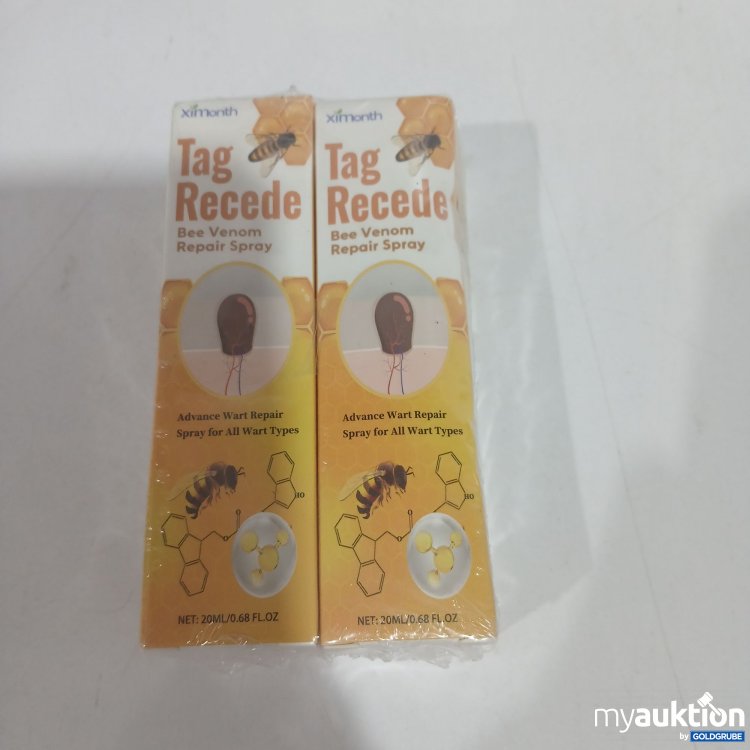 Ximonth
Tag
Recede
Bee Venom
Repair Spray
Advance Wart Repair
Spray for All Wart Types
O
O
HO
NET: 20ML/0.68 FL.OZ
Ximonth
Tag
Recede
Bee Venom
Repair Spray
Advance Wart Repair
Spray for All Wart Types
O
O
HO
NET: 20ML/0.68 FL.OZ
myauktion
by GOLDGRUBE